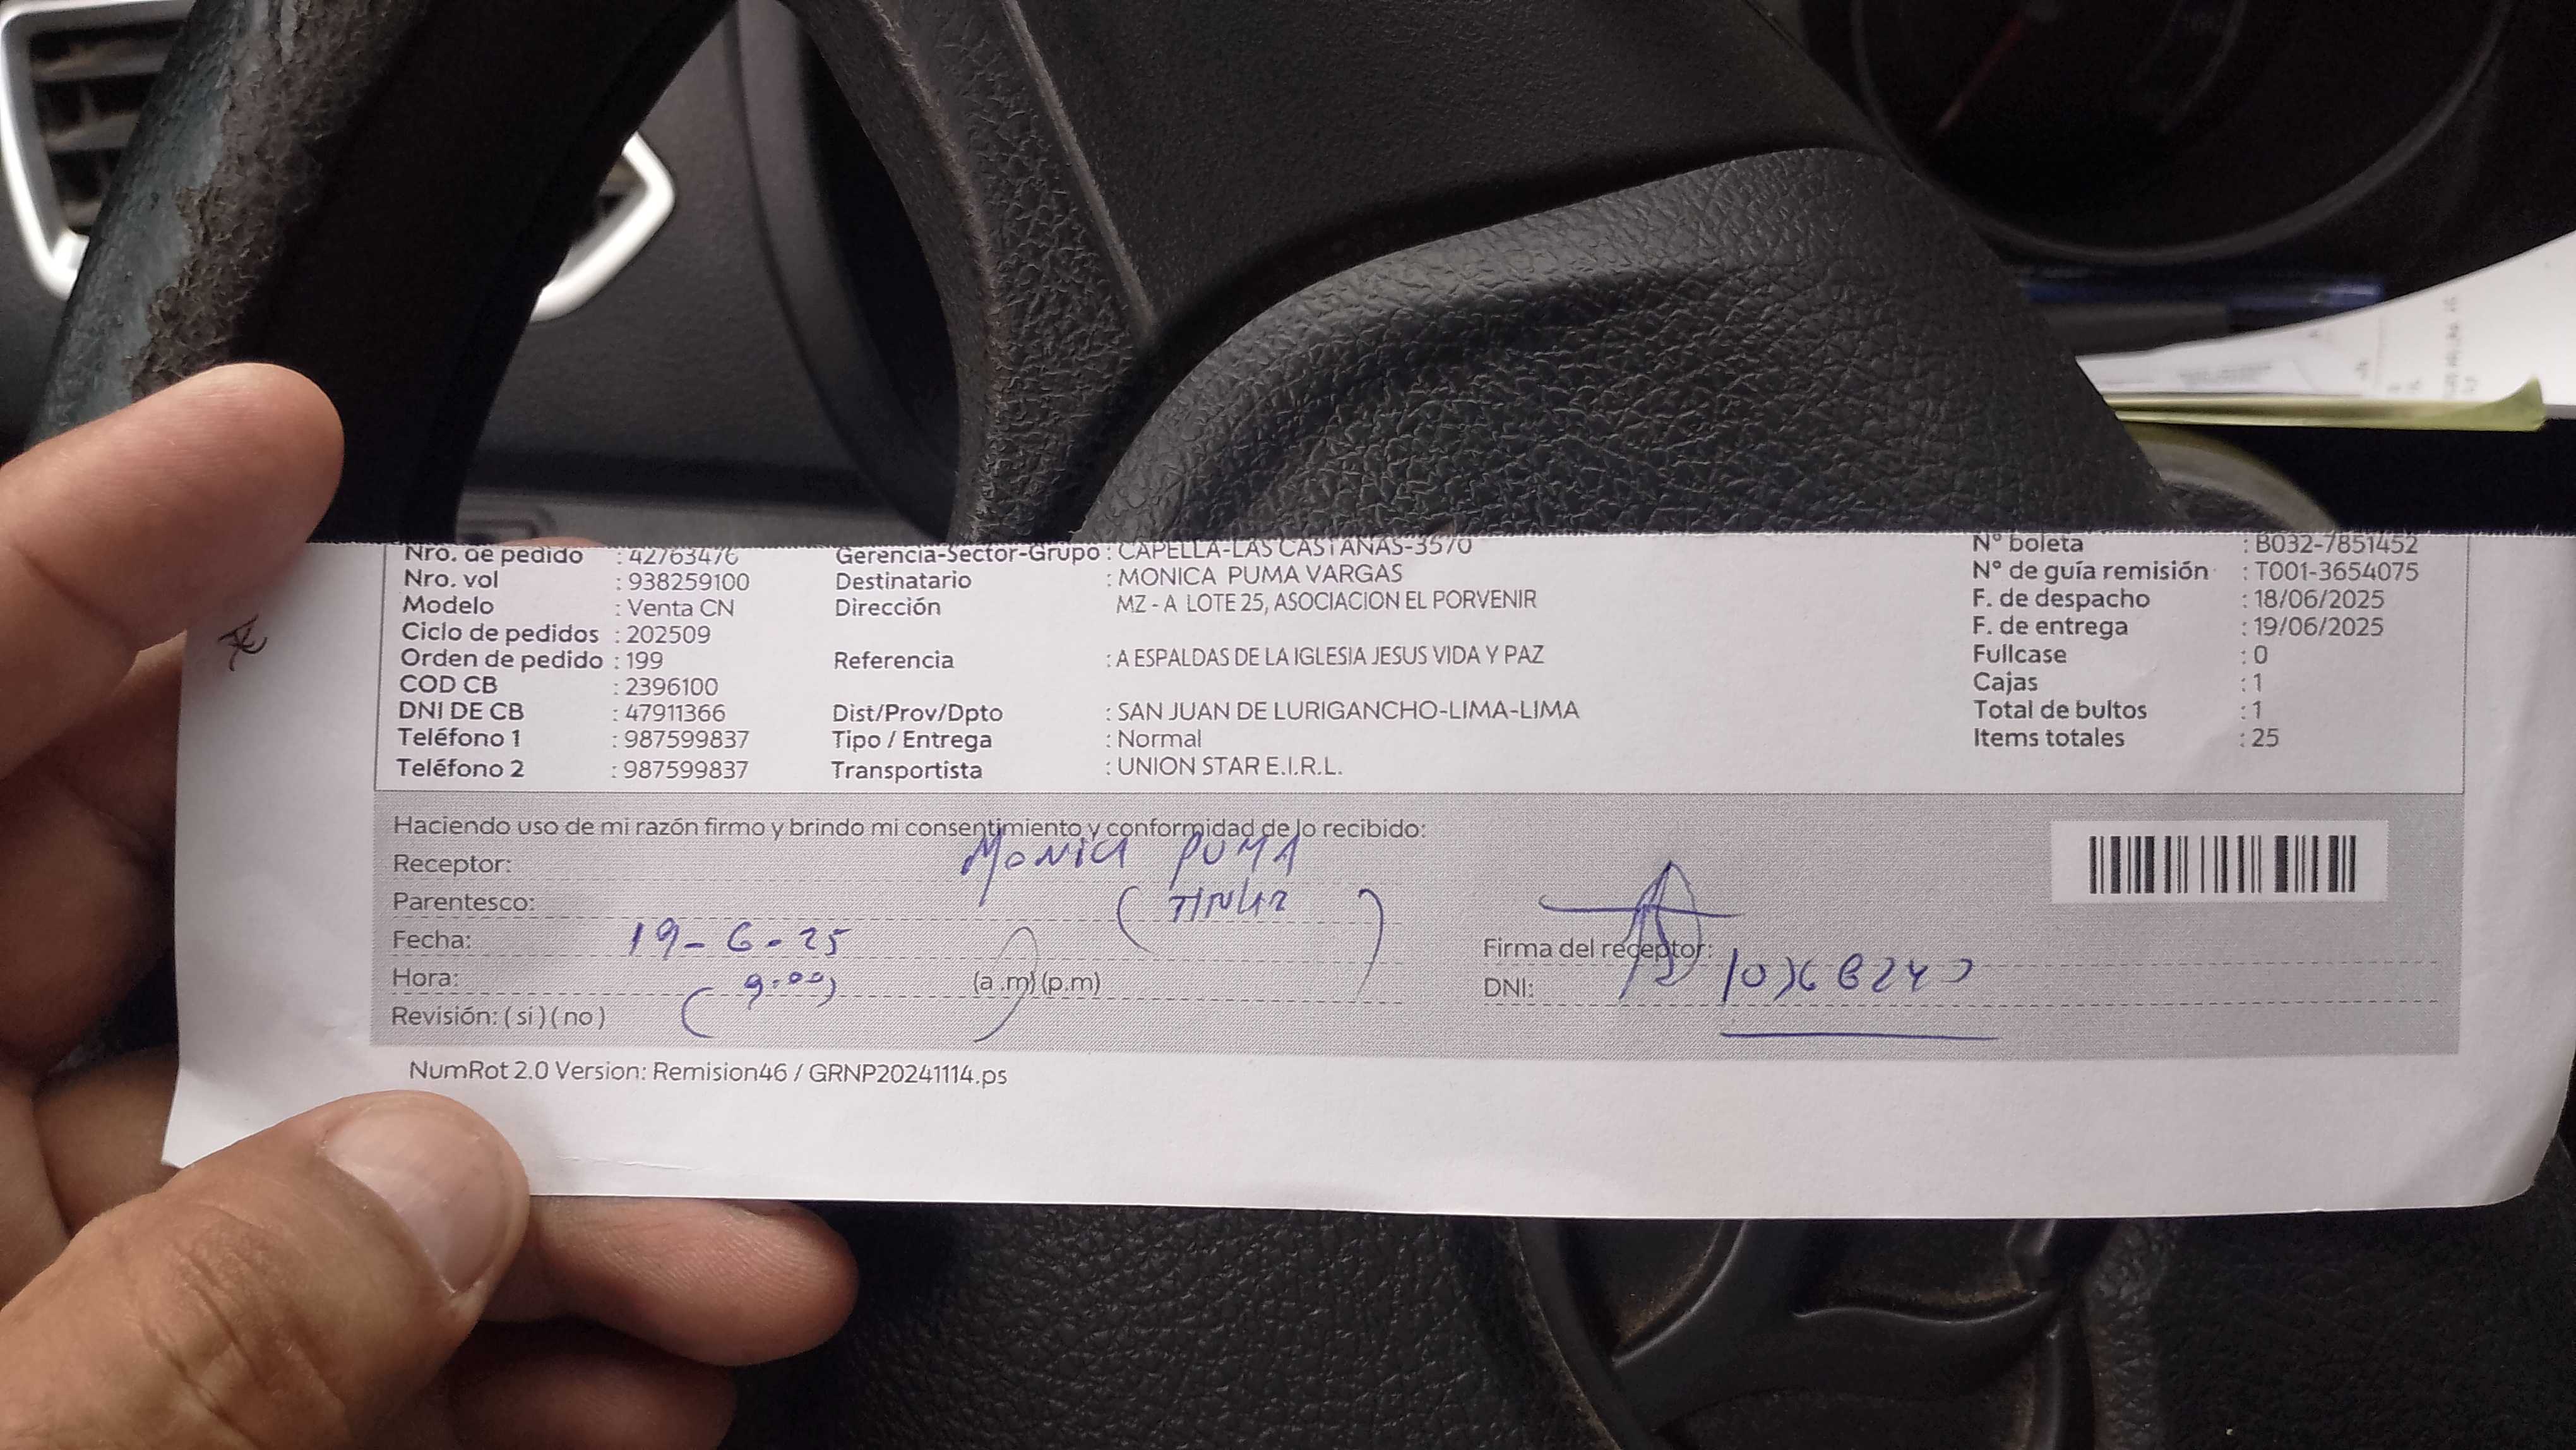 Nro. de pedido : 42763476
Nro. vol : 938259100
Modelo : Venta CN
Ciclo de pedidos : 202509
Orden de pedido : 199
COD CB : 2396100
DNI DE CB : 47911366
Teléfono 1 : 987599837
Teléfono 2 : 987599837
Gerencia-Sector-Grupo : CAPELLA-LAS CASTAÑAS-3570
Destinatario : MONICA PUMA VARGAS
Dirección MZ - A LOTE 25, ASOCIACION EL PORVENIR
Referencia : A ESPALDAS DE LA IGLESIA JESUS VIDA Y PAZ
Dist/Prov/Dpto : SAN JUAN DE LURIGANCHO-LIMA-LIMA
Tipo / Entrega : Normal
Transportista : UNION STAR E.I.R.L.
N° boleta : B032-7851452
N° de guía remisión : T001-3654075
F. de despacho : 18/06/2025
F. de entrega : 19/06/2025
Fullcase : 0
Cajas : 1
Total de bultos : 1
Items totales : 25
Haciendo uso de mi razón firmo y brindo mi consentimiento y conformidad de lo recibido:
Receptor: MONICA PUMA
Parentesco: (TITULAR)
Fecha: 19-6-25
Hora: (9:00) (a.m) (p.m)
Revisión: ( si ) ( no )
Firma del receptor:
DNI:
NumRot 2.0 Version: Remision46 / GRNP20241114.ps